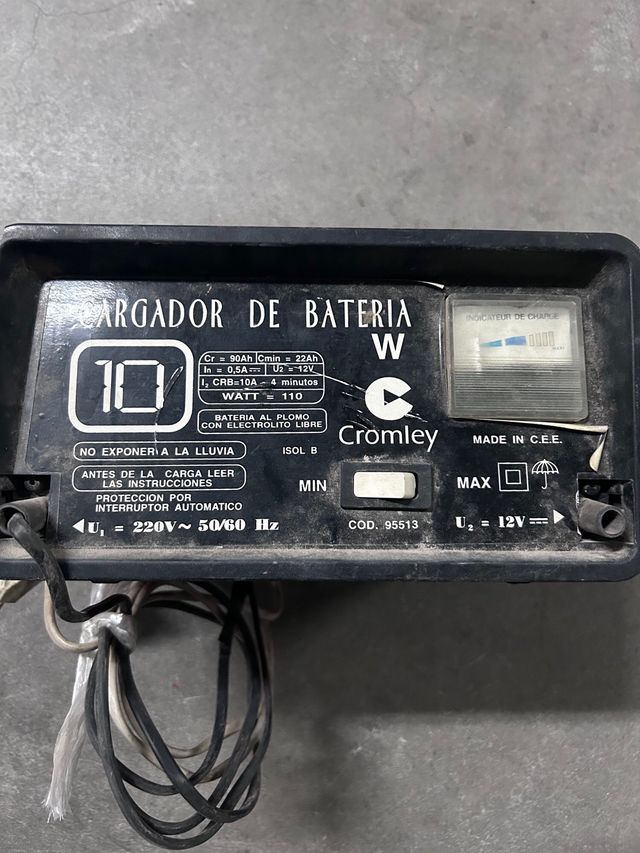 CARGADOR DE BATERIA
W
10
Cr = 90Ah Cmin = 22Ah
In = 0,5A⎓ U2 = 12V
I2 CRB=10A - 4 minutos
WATT = 110
BATERIA AL PLOMO
CON ELECTROLITO LIBRE
Cromley
INDICATEUR DE CHARGE
MADE IN C.E.E.
NO EXPONER A LA LLUVIA
ISOL B
ANTES DE LA CARGA LEER
LAS INSTRUCCIONES
PROTECCION POR
INTERRUPTOR AUTOMATICO
MIN
MAX
U1 = 220V~ 50/60 Hz
COD. 95513
U2 = 12V⎓